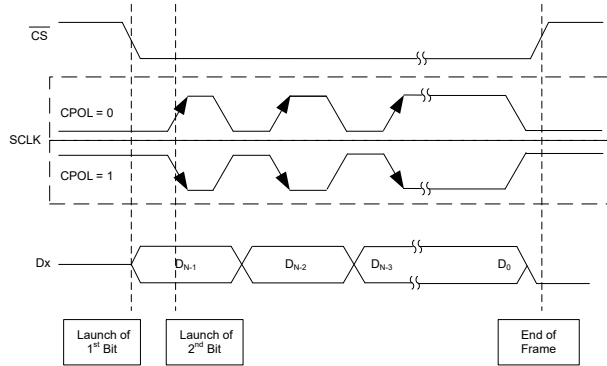 CS
CPOL = 0
SCLK
CPOL = 1
Dx
DN-1
DN-2
DN-3
D0
Launch of
1st Bit
Launch of
2nd Bit
End of
Frame